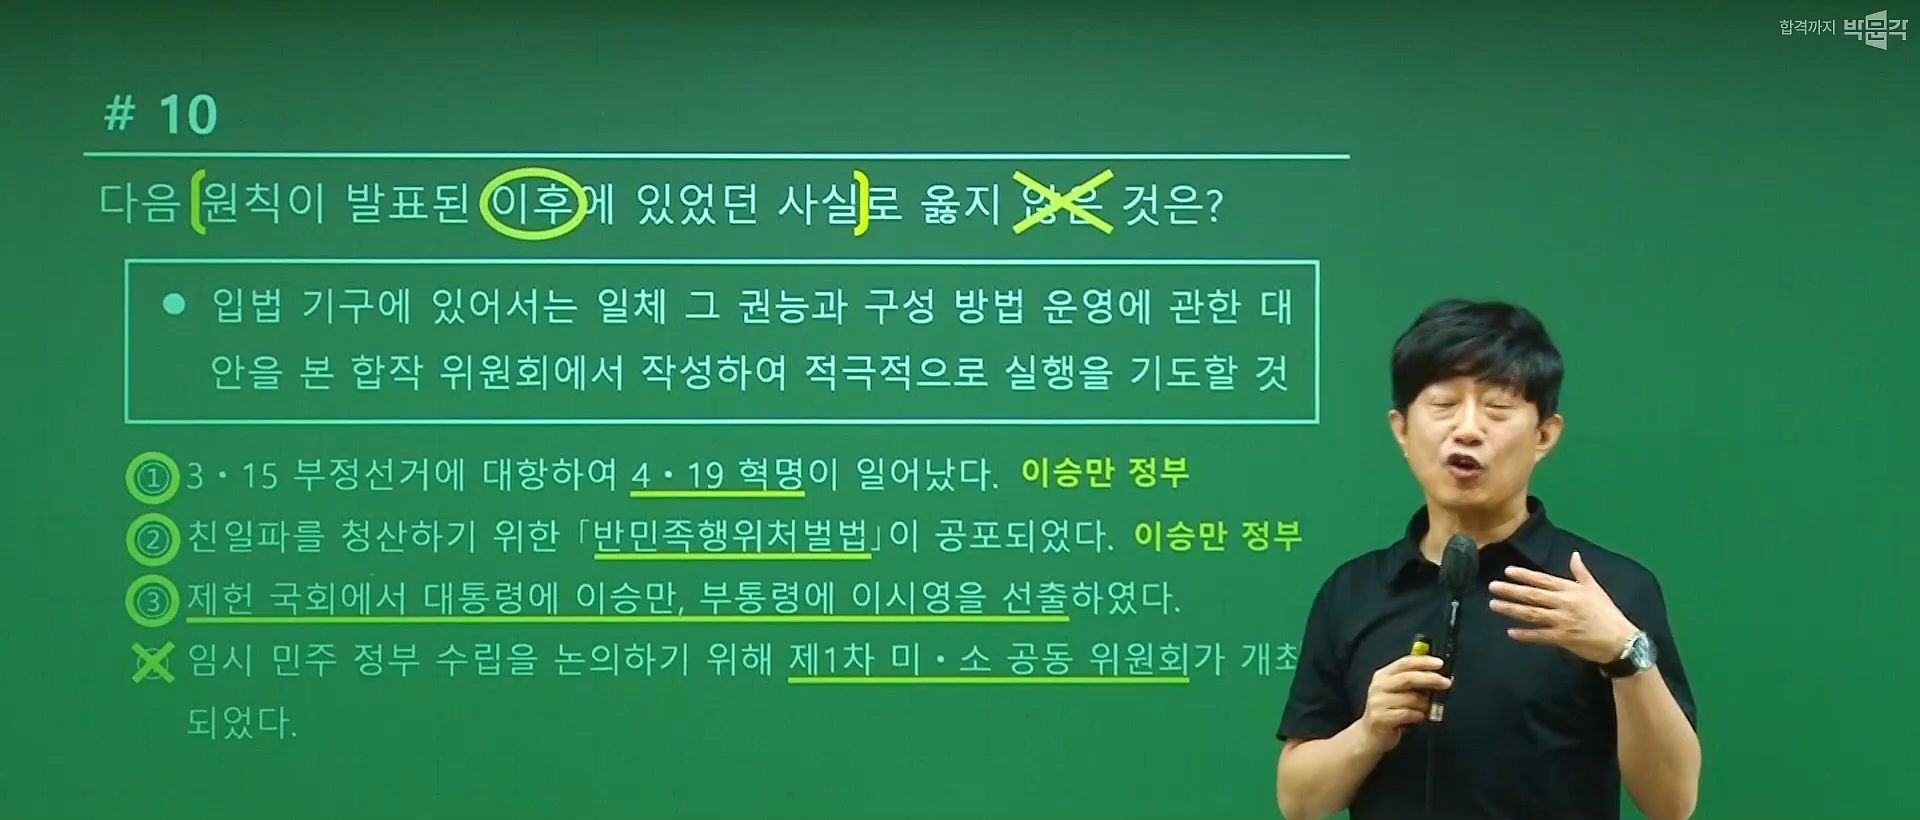 합격까지 박문각
# 10
다음 원칙이 발표된 이후에 있었던 사실로 옳지 않은 것은?
● 입법 기구에 있어서는 일체 그 권능과 구성 방법 운영에 관한 대
안을 본 합작 위원회에서 작성하여 적극적으로 실행을 기도할 것
① 3・15 부정선거에 대항하여 4・19 혁명이 일어났다. 이승만 정부
② 친일파를 청산하기 위한 「반민족행위처벌법」이 공포되었다. 이승만 정부
③ 제헌 국회에서 대통령에 이승만, 부통령에 이시영을 선출하였다.
임시 민주 정부 수립을 논의하기 위해 제1차 미・소 공동 위원회가 개최
되었다.